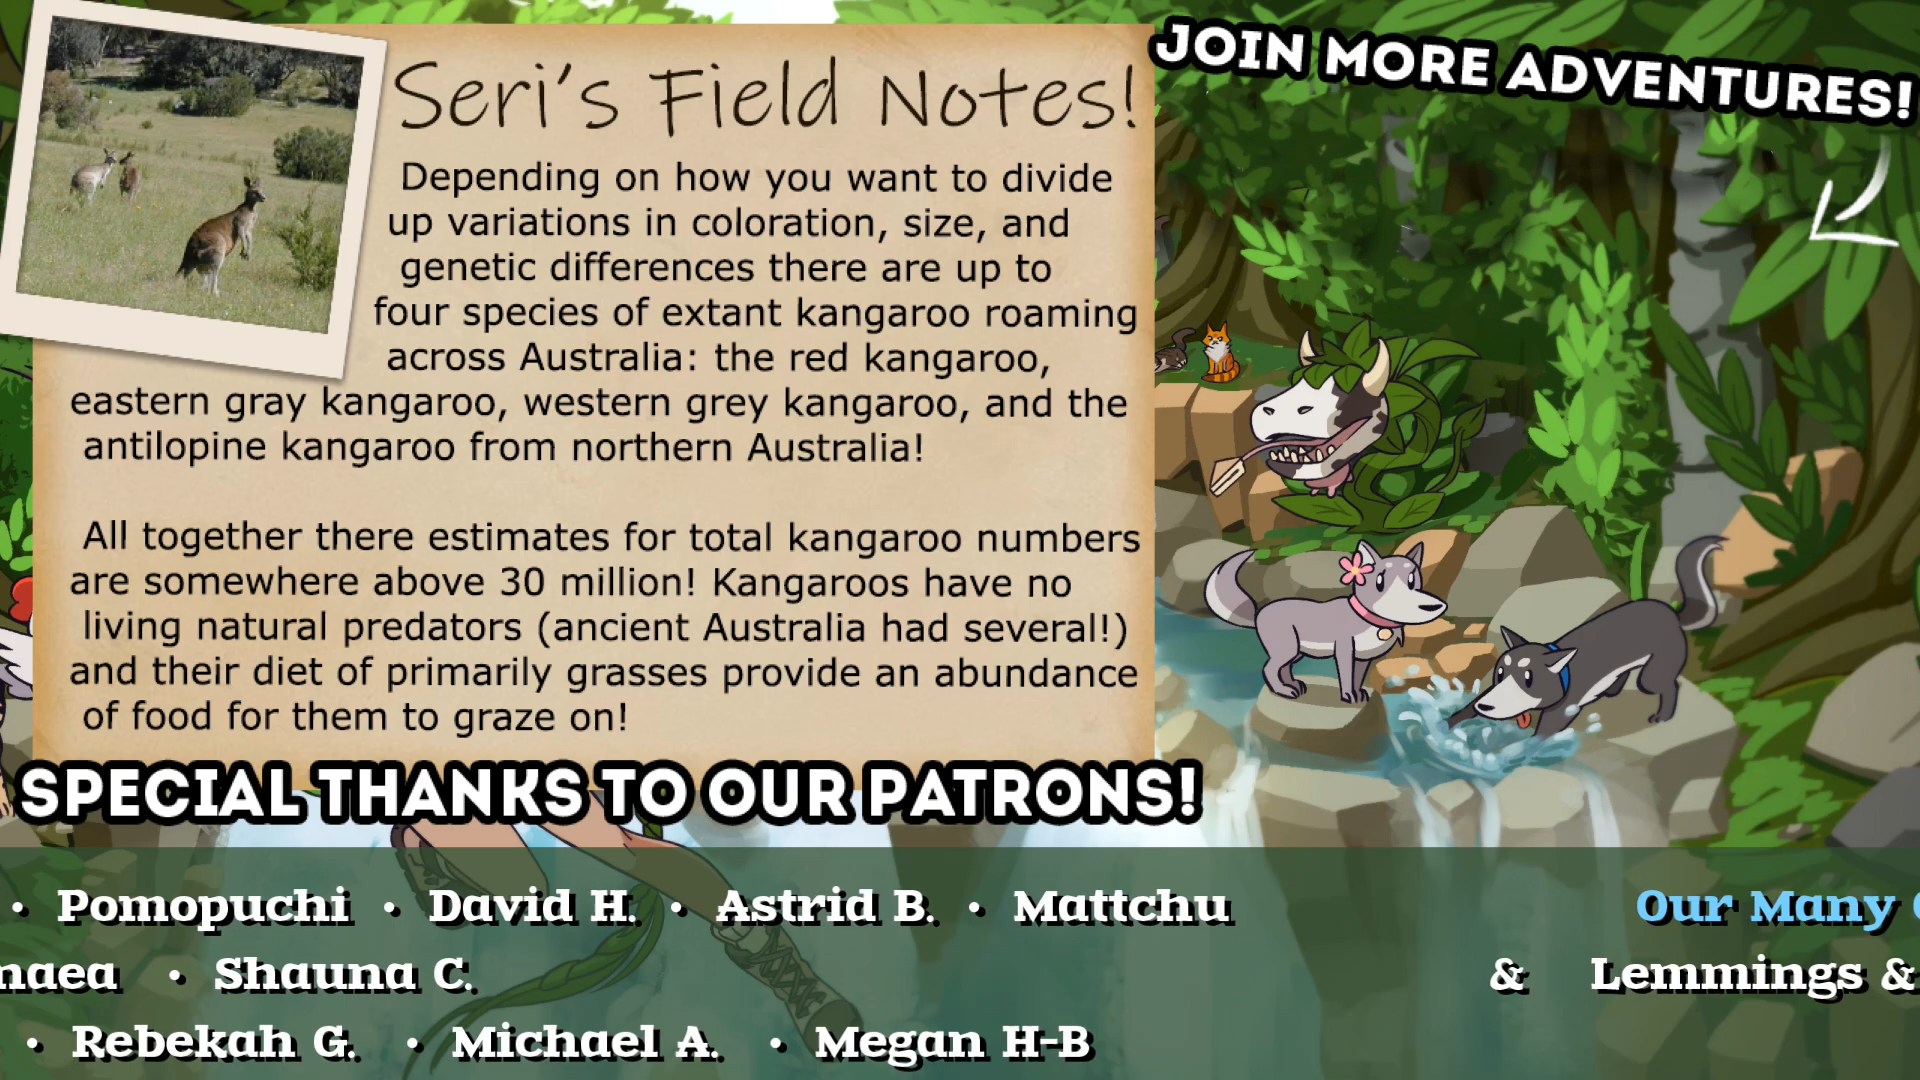 Seri's Field Notes!
JOIN MORE ADVENTURES!
Depending on how you want to divide
up variations in coloration, size, and
genetic differences there are up to
four species of extant kangaroo roaming
across Australia: the red kangaroo,
eastern gray kangaroo, western grey kangaroo, and the
antilopine kangaroo from northern Australia!
All together there estimates for total kangaroo numbers
are somewhere above 30 million! Kangaroos have no
living natural predators (ancient Australia had several!)
and their diet of primarily grasses provide an abundance
of food for them to graze on!
SPECIAL THANKS TO OUR PATRONS!
• Pomopuchi • David H. • Astrid B. • Mattchu Our Many
naea • Shauna C. & Lemmings &
• Rebekah G. • Michael A. • Megan H-B